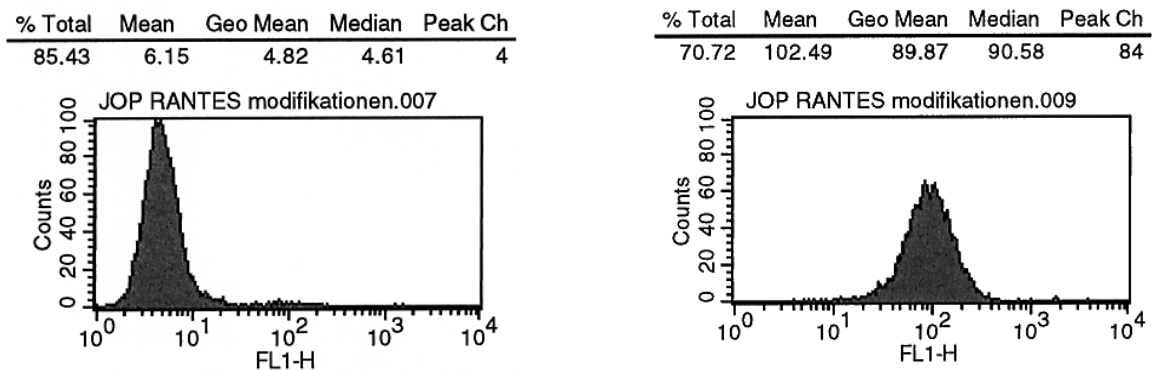 % Total Mean Geo Mean Median Peak Ch
85.43 6.15 4.82 4.61 4
JOP RANTES modifikationen.007
100
80
60
40
20
0
Counts
10^0 10^1 10^2 10^3 10^4
FL1-H
% Total Mean Geo Mean Median Peak Ch
70.72 102.49 89.87 90.58 84
JOP RANTES modifikationen.009
100
80
60
40
20
0
Counts
10^0 10^1 10^2 10^3 10^4
FL1-H